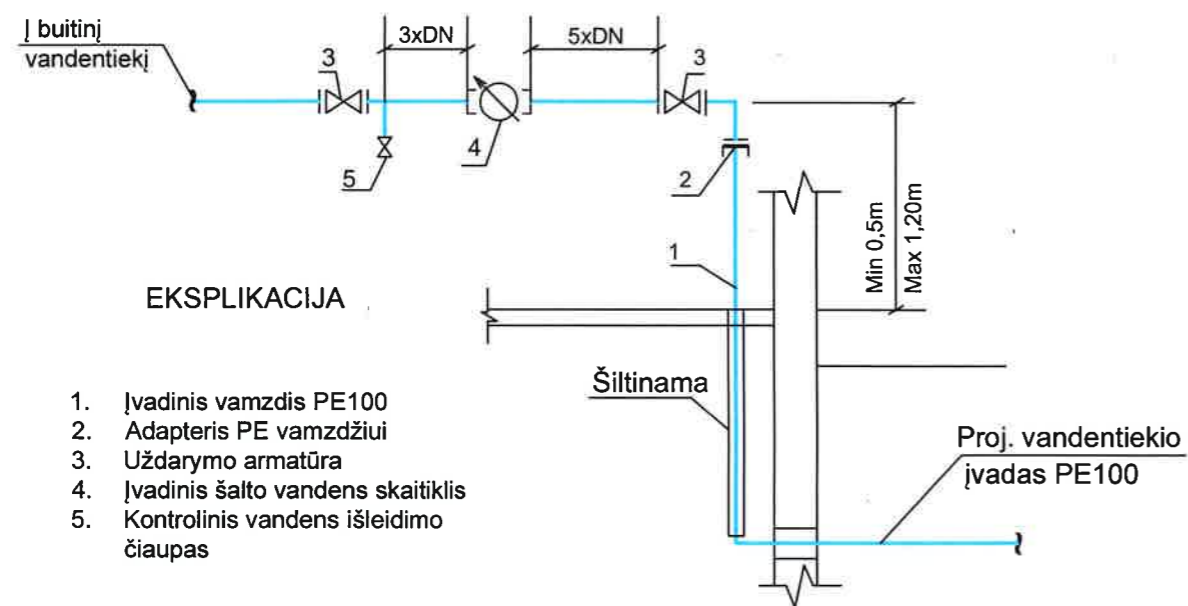 Į buitinį
vandentiekį
3
3xDN
5xDN
3
4
5
2
1
Min 0,5m
Max 1,20m
EKSPLIKACIJA
Šiltinama
1. Įvadinis vamzdis PE100
2. Adapteris PE vamzdžiui
3. Uždarymo armatūra
4. Įvadinis šalto vandens skaitiklis
5. Kontrolinis vandens išleidimo
čiaupas
Proj. vandentiekio
įvadas PE100